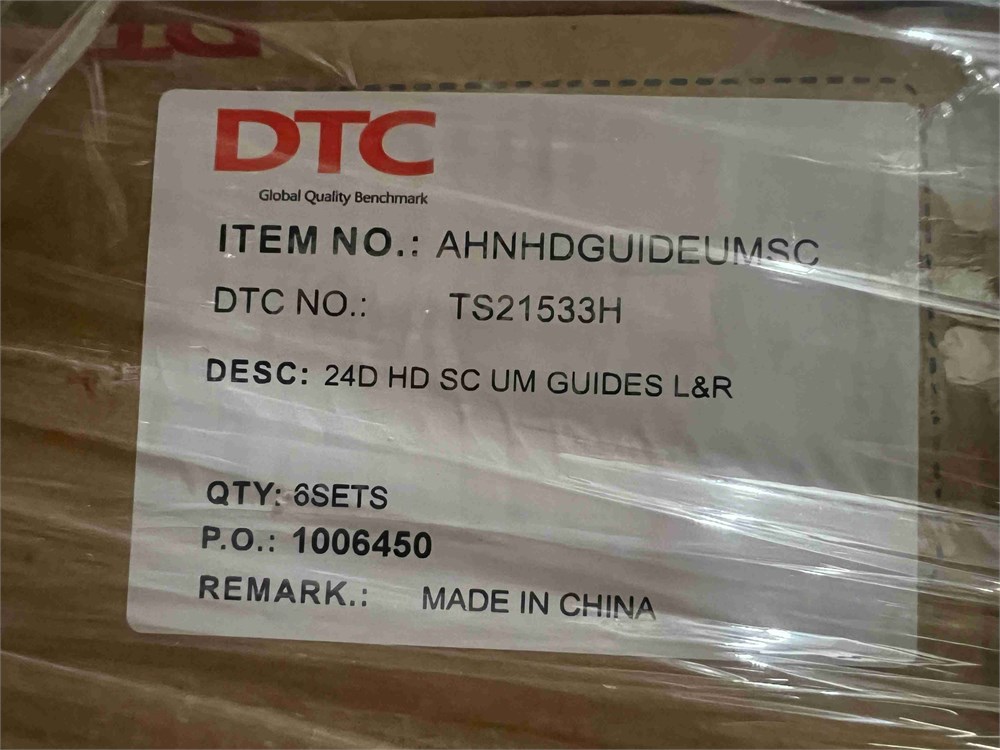 DTC
Global Quality Benchmark
ITEM NO.: AHNHDGUIDEUMSC
DTC NO.: TS21533H
DESC: 24D HD SC UM GUIDES L&R
QTY: 6SETS
P.O.: 1006450
REMARK.: MADE IN CHINA